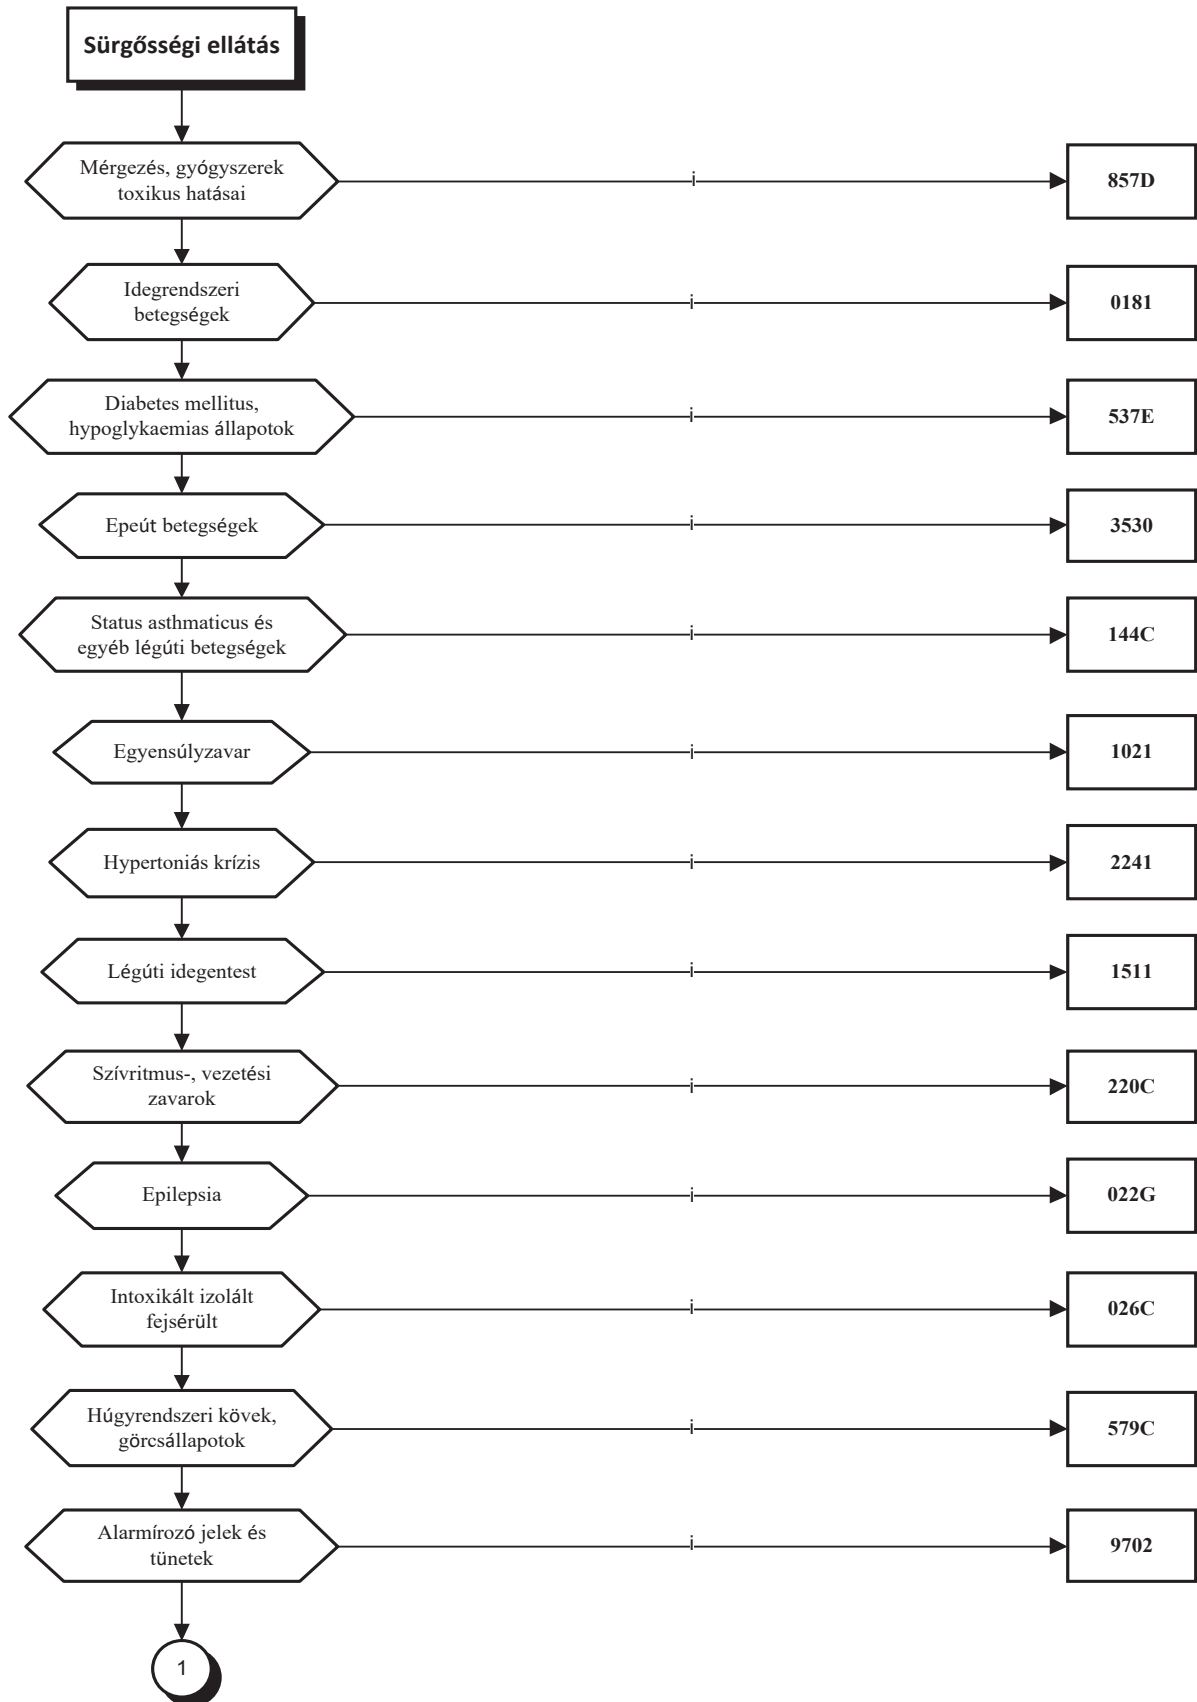 Sürgősségi ellátás
Mérgezés, gyógyszerek
toxikus hatásai
i
857D
Idegrendszeri
betegségek
i
0181
Diabetes mellitus,
hypoglykaemias állapotok
i
537E
Epeút betegségek
i
3530
Status asthmaticus és
egyéb légúti betegségek
i
144C
Egyensúlyzavar
i
1021
Hypertoniás krízis
i
2241
Légúti idegentest
i
1511
Szívritmus-, vezetési
zavarok
i
220C
Epilepsia
i
022G
Intoxikált izolált
fejsérült
i
026C
Húgyrendszeri kövek,
görcsállapotok
i
579C
Alarmírozó jelek és
tünetek
i
9702
1